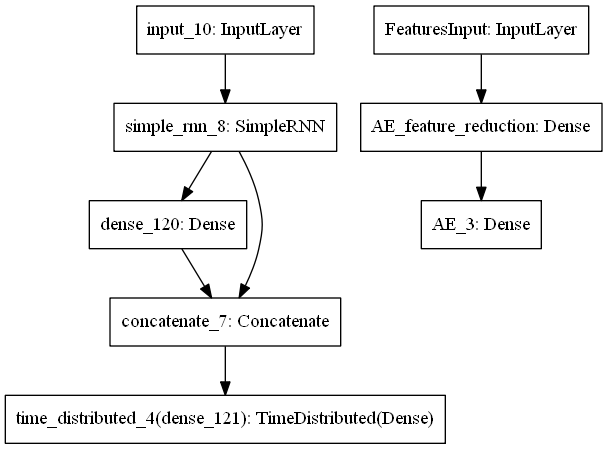 input_10: InputLayer
FeaturesInput: InputLayer
simple_rnn_8: SimpleRNN
AE_feature_reduction: Dense
dense_120: Dense
AE_3: Dense
concatenate_7: Concatenate
time_distributed_4(dense_121): TimeDistributed(Dense)